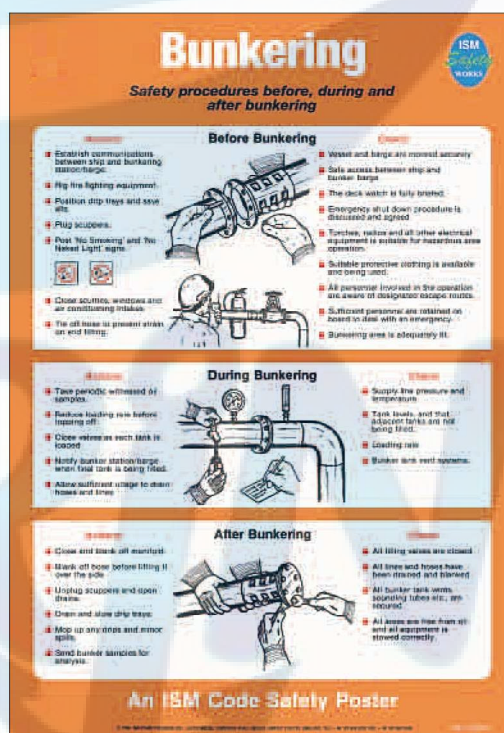 Bunkering
ISM
Safety
WORKS
Safety procedures before, during and
after bunkering
Before Bunkering
Establish communications
between ship and bunkering
station/barge.
Rig fire fighting equipment.
Position drip trays and save
alls.
Plug scuppers.
Post 'No Smoking' and 'No
Naked Light' signs.
Close scuttles, windows and
air conditioning intakes.
Tie off hose to prevent strain
on end fitting.
Vessel and barge are moored securely
Safe access between ship and
bunker barge
The deck watch is fully briefed.
Emergency shut down procedure is
discussed and agreed
Torches, radios and all other electrical
equipment is suitable for hazardous area
operation.
Suitable protective clothing is available
and being used.
All personnel involved in the operation
are aware of designated escape routes.
Sufficient personnel are retained on
board to deal with an emergency.
Bunkering area is adequately lit.
During Bunkering
Take periodic witnessed oil
samples.
Reduce loading rate before
topping off.
Close valves as each tank is
loaded
Notify bunker station/barge
when final tank is being filled.
Allow sufficient ullage to drain
hoses and lines
Supply line pressure and
temperature.
Tank levels, and that
adjacent tanks are not
being filled.
Loading rate
Bunker tank vent systems.
After Bunkering
Close and blank off manifold.
Blank off hose before lifting it
over the side
Unplug scuppers and open
drains.
Drain and stow drip trays.
Mop up any drips and minor
spills.
Send bunker samples for
analysis.
All filling valves are closed
All lines and hoses have
been drained and blanked
All bunker tank vents,
sounding tubes etc., are
secured
All areas are free from oil
and all equipment is
stowed correctly.
An ISM Code Safety Poster